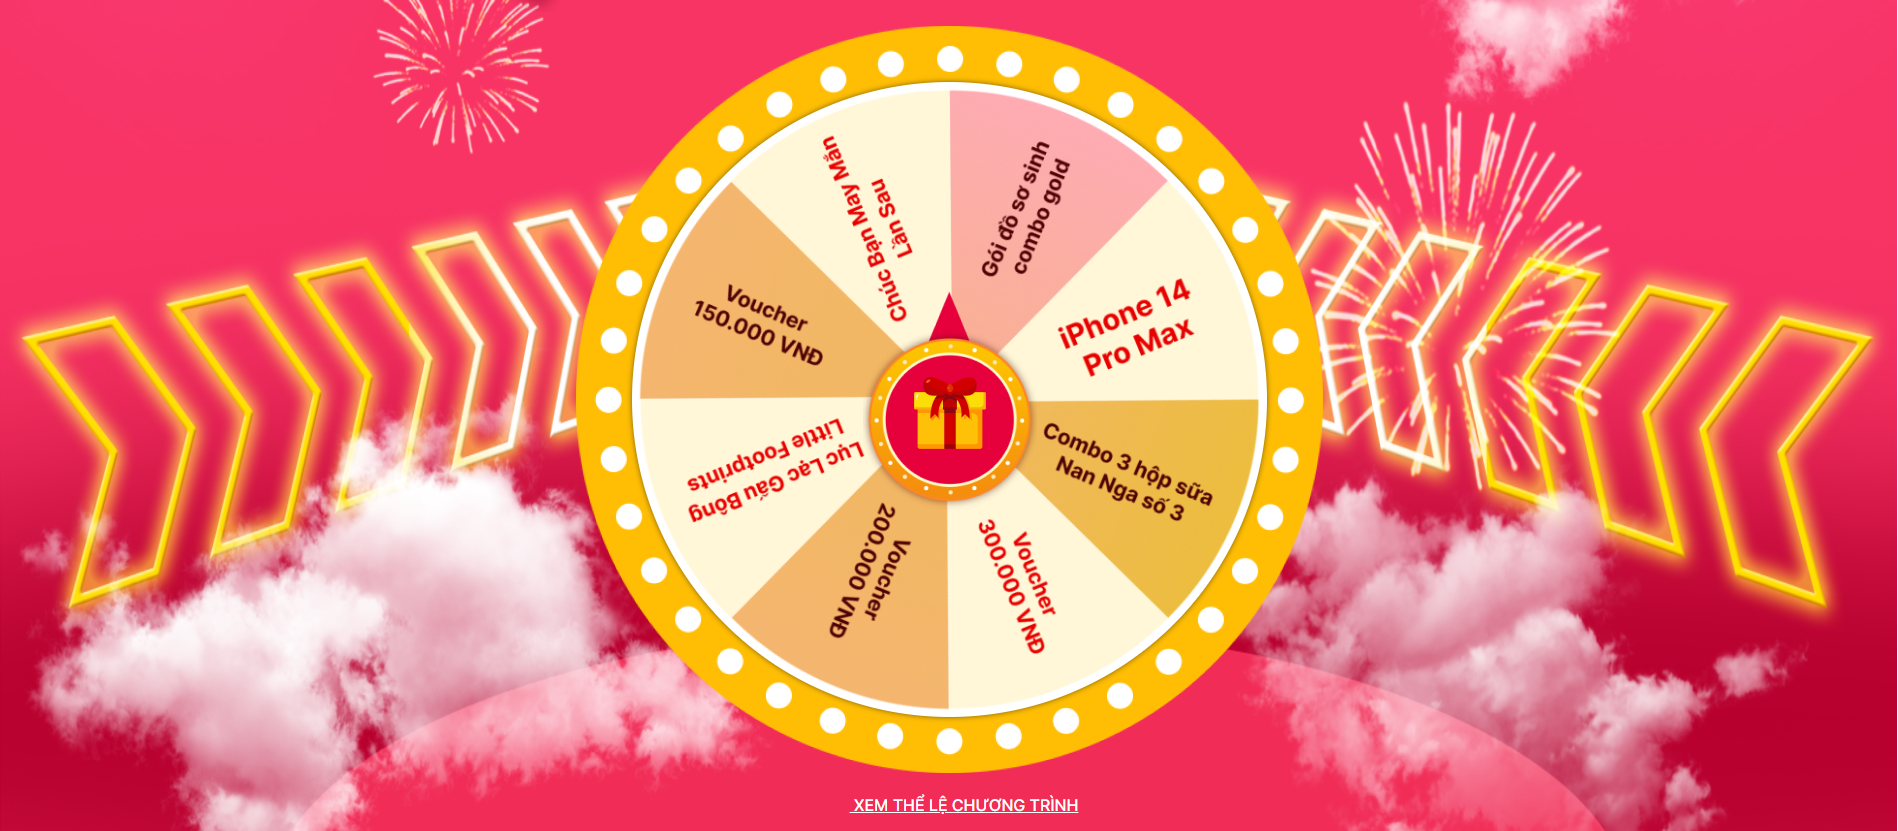 Gói đồ sơ sinh
combo gold
iPhone 14
Pro Max
Combo 3 hộp sữa
Nan Nga số 3
Voucher
300.000 VNĐ
Voucher
200.000 VNĐ
Lục Lạc Gấu Bông
Little Footprints
Voucher
150.000 VNĐ
Chúc Bạn May Mắn
Lần Sau
XEM THỂ LỆ CHƯƠNG TRÌNH